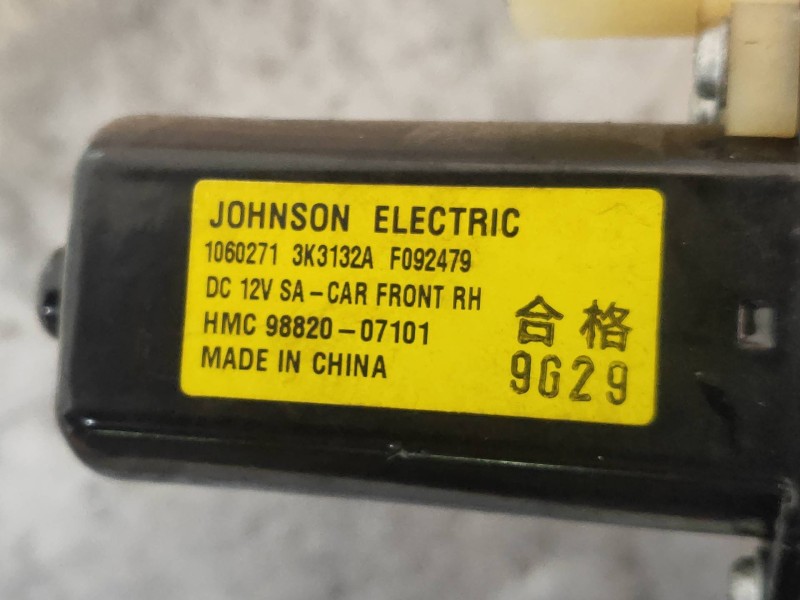 JOHNSON ELECTRIC
1060271 3K3132A F092479
DC 12V SA-CAR FRONT RH
HMC 98820-07101
MADE IN CHINA
合格
9G29